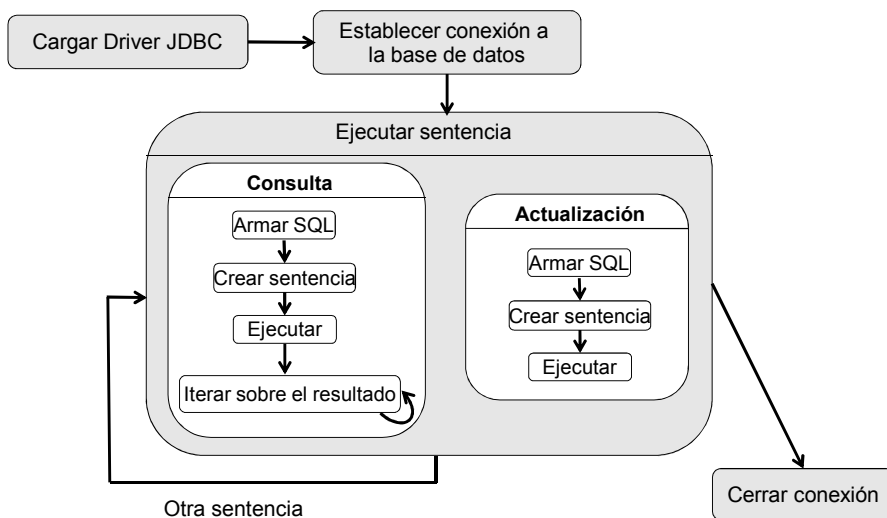 Cargar Driver JDBC
Establecer conexión a
la base de datos
Ejecutar sentencia
Consulta
Armar SQL
Crear sentencia
Ejecutar
Iterar sobre el resultado
Actualización
Armar SQL
Crear sentencia
Ejecutar
Otra sentencia
Cerrar conexión